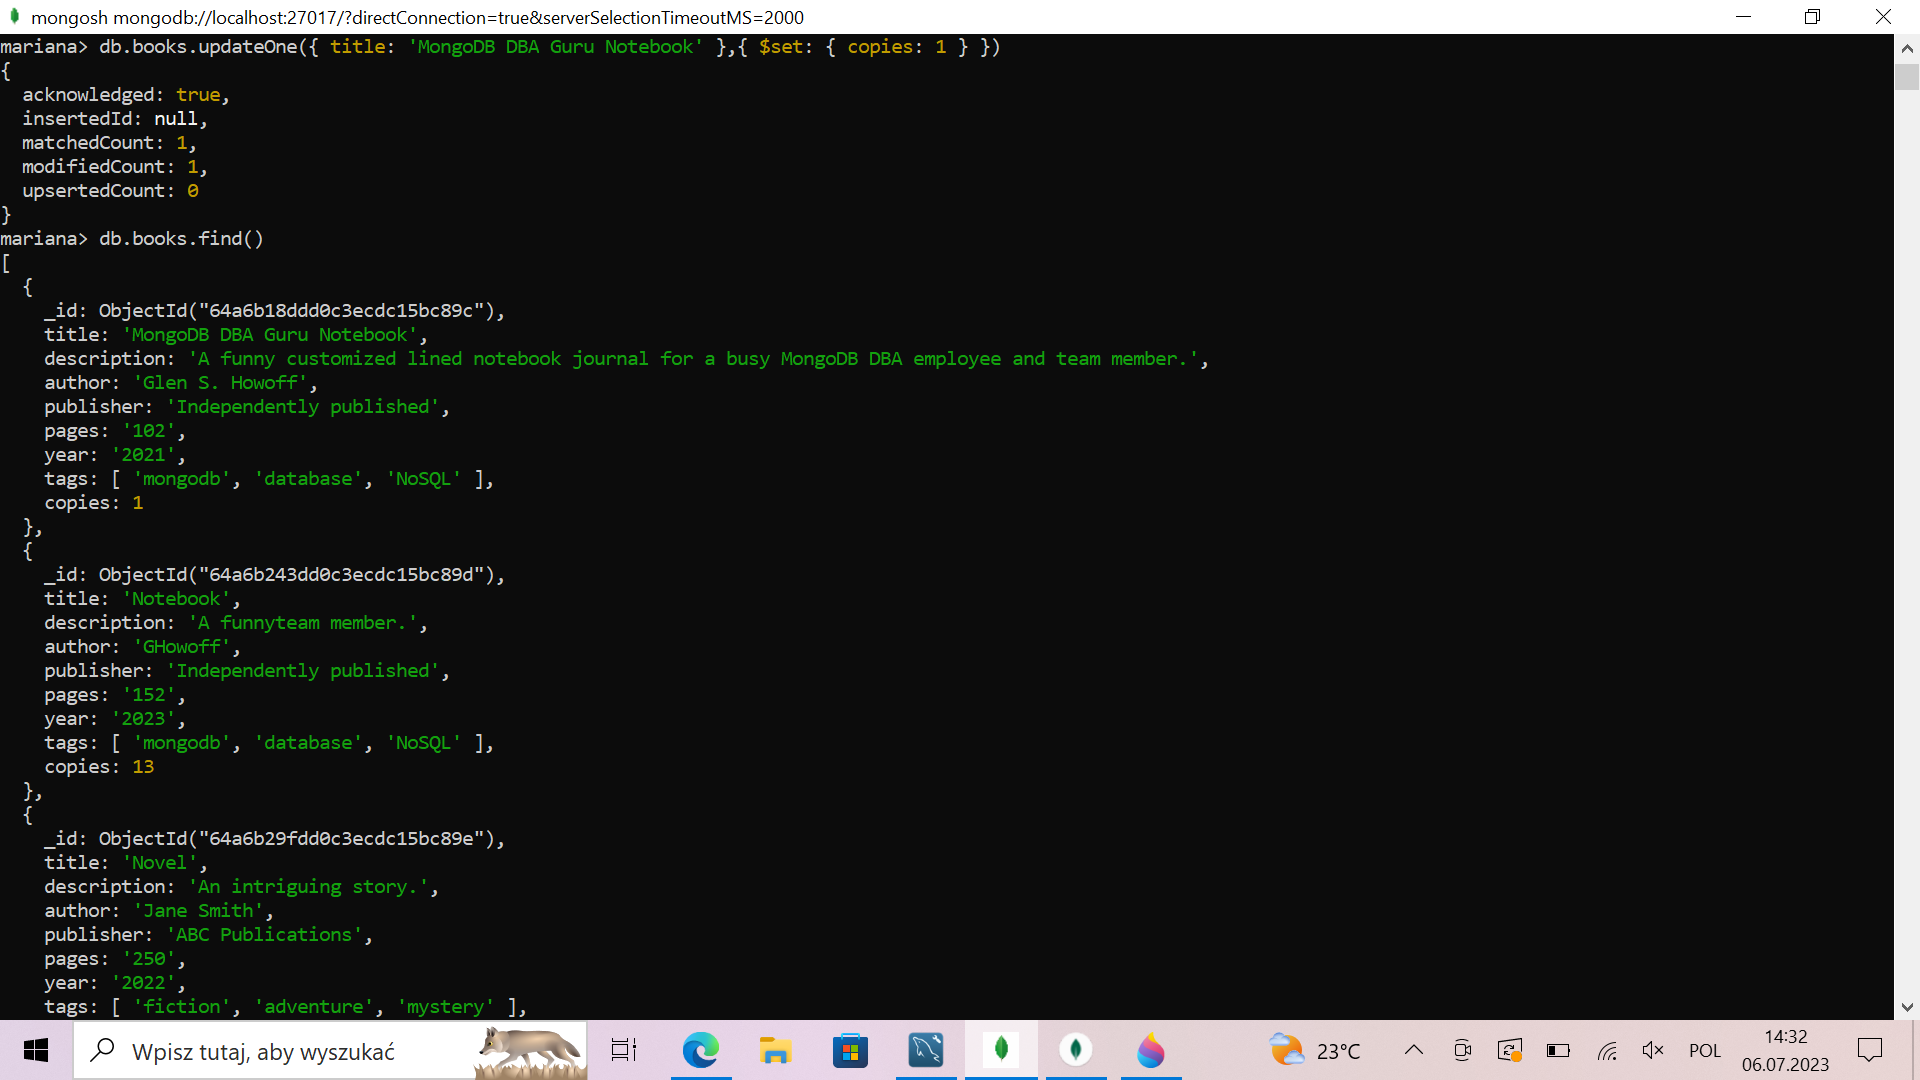 mongosh mongodb://localhost:27017/?directConnection=true&serverSelectionTimeoutMS=2000
mariana> db.books.updateOne({ title: 'MongoDB DBA Guru Notebook' },{ $set: { copies: 1 } })
{
  acknowledged: true,
  insertedId: null,
  matchedCount: 1,
  modifiedCount: 1,
  upsertedCount: 0
}
mariana> db.books.find()
[
  {
    _id: ObjectId("64a6b18ddd0c3ecdc15bc89c"),
    title: 'MongoDB DBA Guru Notebook',
    description: 'A funny customized lined notebook journal for a busy MongoDB DBA employee and team member.',
    author: 'Glen S. Howoff',
    publisher: 'Independently published',
    pages: '102',
    year: '2021',
    tags: [ 'mongodb', 'database', 'NoSQL' ],
    copies: 1
  },
  {
    _id: ObjectId("64a6b243dd0c3ecdc15bc89d"),
    title: 'Notebook',
    description: 'A funnyteam member.',
    author: 'GHowoff',
    publisher: 'Independently published',
    pages: '152',
    year: '2023',
    tags: [ 'mongodb', 'database', 'NoSQL' ],
    copies: 13
  },
  {
    _id: ObjectId("64a6b29fdd0c3ecdc15bc89e"),
    title: 'Novel',
    description: 'An intriguing story.',
    author: 'Jane Smith',
    publisher: 'ABC Publications',
    pages: '250',
    year: '2022',
    tags: [ 'fiction', 'adventure', 'mystery' ],
Wpisz tutaj, aby wyszukać
23°C
POL
14:32
06.07.2023